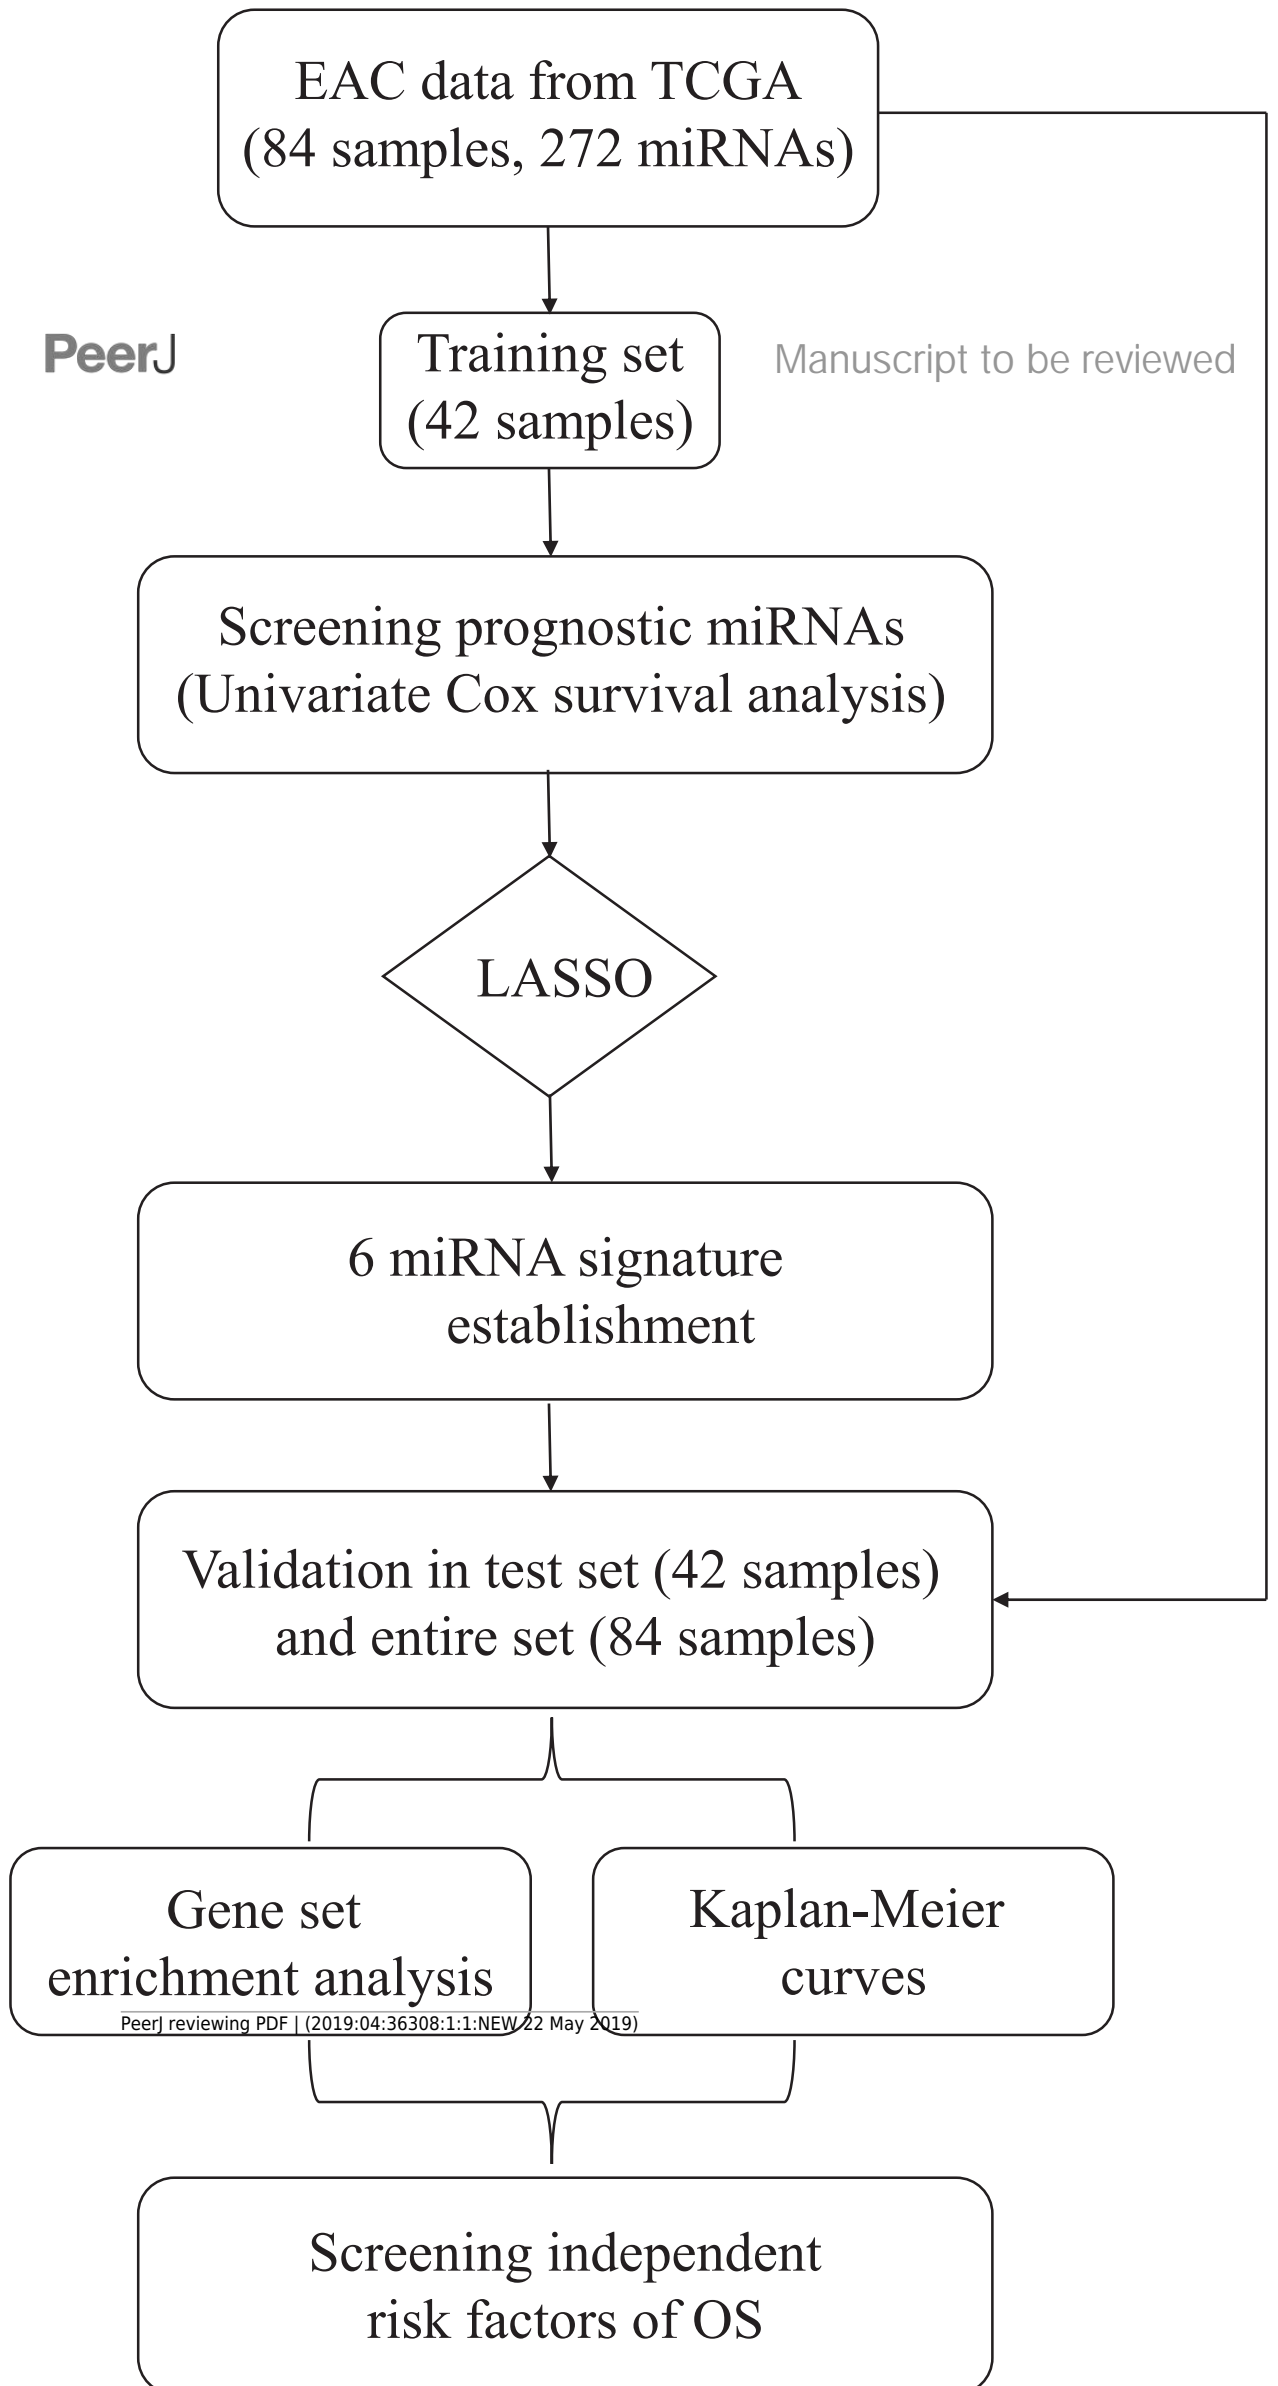 EAC data from TCGA
(84 samples, 272 miRNAs)
PeerJ
Training set
(42 samples)
Manuscript to be reviewed
Screening prognostic miRNAs
(Univariate Cox survival analysis)
LASSO
6 miRNA signature
establishment
Validation in test set (42 samples)
and entire set (84 samples)
Gene set
enrichment analysis
Kaplan-Meier
curves
PeerJ reviewing PDF | (2019:04:36308:1:1:NEW 22 May 2019)
Screening independent
risk factors of OS